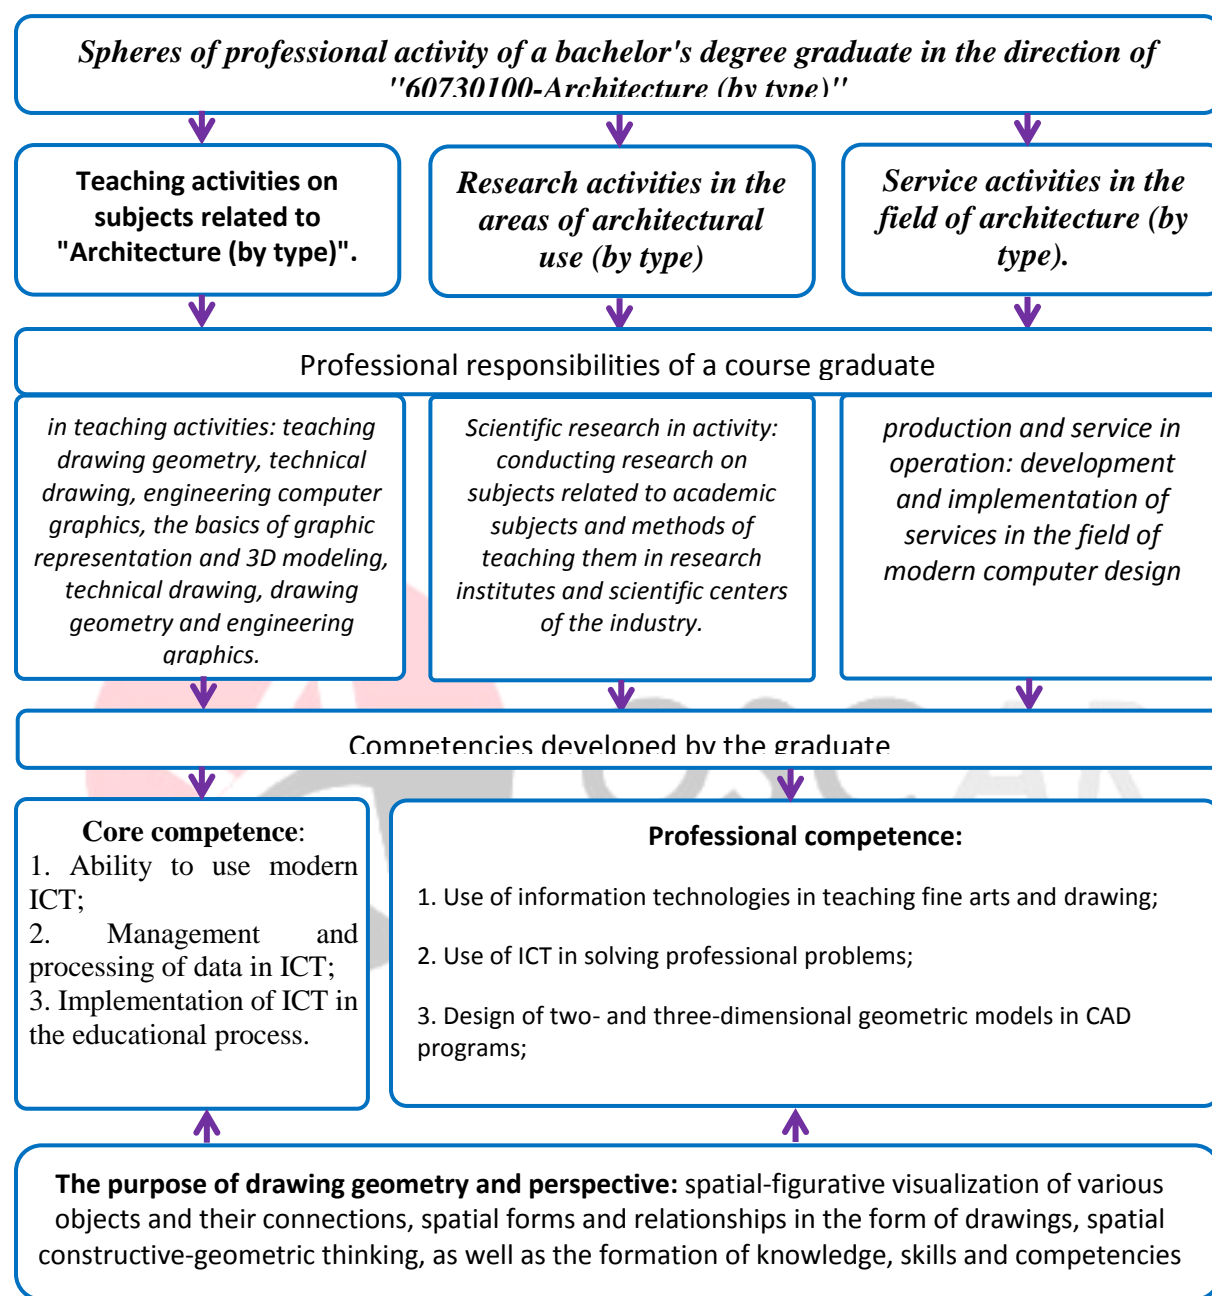 Spheres of professional activity of a bachelor's degree graduate in the direction of
"60730100-Architecture (by type)"
Teaching activities on
subjects related to
"Architecture (by type)".
Research activities in the
areas of architectural
use (by type)
Service activities in the
field of architecture (by
type).
Professional responsibilities of a course graduate
in teaching activities: teaching
drawing geometry, technical
drawing, engineering computer
graphics, the basics of graphic
representation and 3D modeling,
technical drawing, drawing
geometry and engineering
graphics.
Scientific research in activity:
conducting research on
subjects related to academic
subjects and methods of
teaching them in research
institutes and scientific centers
of the industry.
production and service in
operation: development
and implementation of
services in the field of
modern computer design
Competencies developed by the graduate
OSCAR
Core competence:
1. Ability to use modern
ICT;
2. Management and
processing of data in ICT;
3. Implementation of ICT in
the educational process.
Professional competence:
1. Use of information technologies in teaching fine arts and drawing;
2. Use of ICT in solving professional problems;
3. Design of two- and three-dimensional geometric models in CAD
programs;
The purpose of drawing geometry and perspective: spatial-figurative visualization of various
objects and their connections, spatial forms and relationships in the form of drawings, spatial
constructive-geometric thinking, as well as the formation of knowledge, skills and competencies